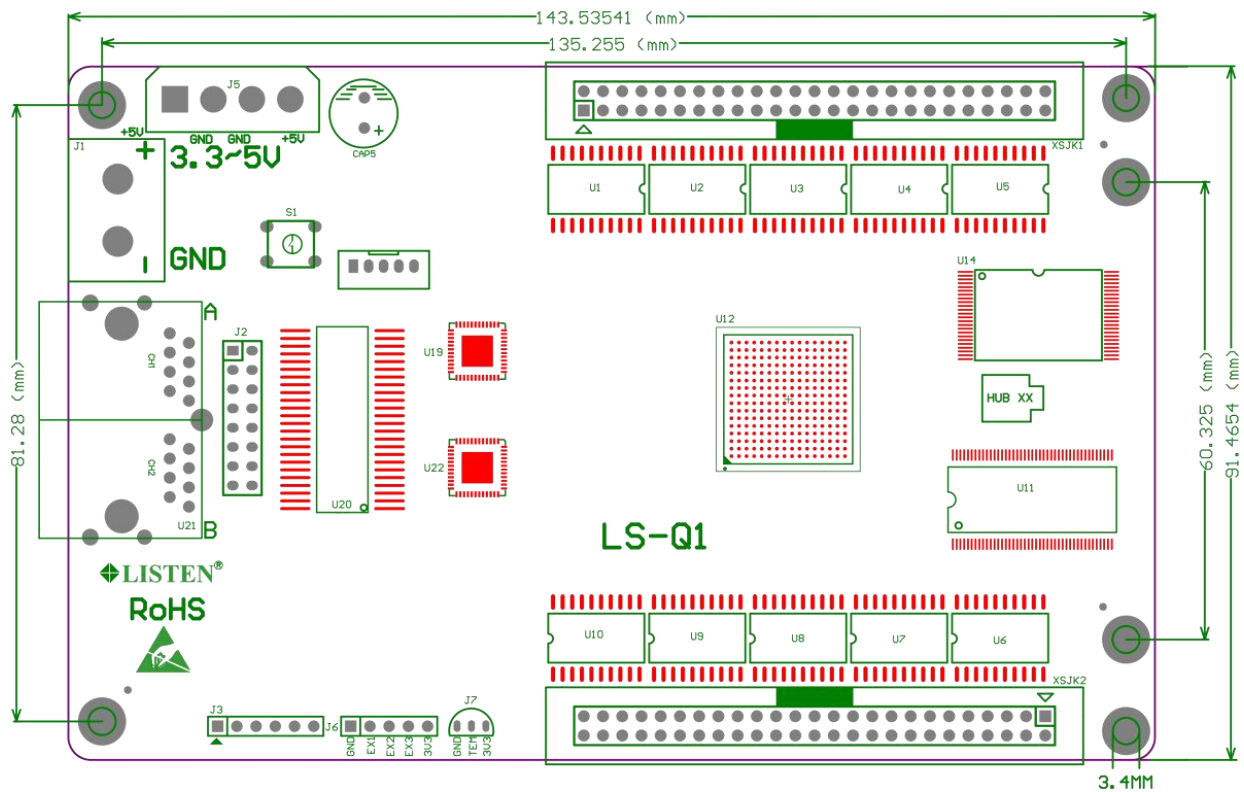 143.53541 (mm)
135.255 (mm)
J5
+5V
GND
GND
+5V
+
CAP5
XSJK1
J1
+
3.3~5V
U1
U2
U3
U4
U5
S1
-
GND
U14
A
J2
U12
CH1
U19
HUB XX
81.28 (mm)
60.325 (mm)
91.4654 (mm)
CH2
U22
U20
U21
B
U11
LS-Q1
LISTEN®
RoHS
U10
U9
U8
U7
U6
XSJK2
J3
J6
J7
GND
EX1
EX2
EX3
3V3
GND
TEM
3V3
3.4MM